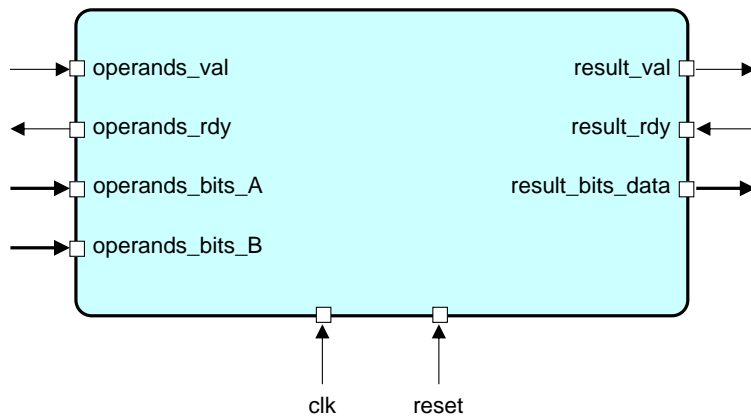 operands_val
result_val
operands_rdy
result_rdy
operands_bits_A
result_bits_data
operands_bits_B
clk
reset